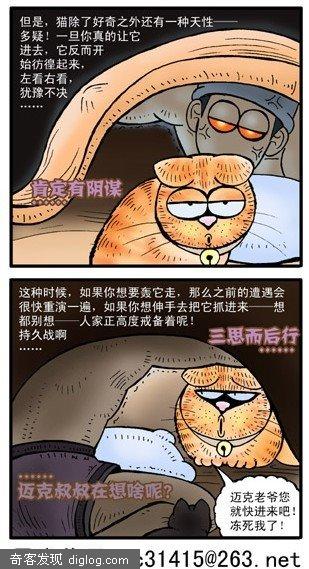 但是，猫除了好奇之外还有一种天性——
多疑！一旦你真的让它
进去，它反而开
始彷徨起来，
左看右看，
犹豫不决
……
……
肯定有阴谋
这种时候，如果你想要轰它走，那么之前的遭遇会
很快重演一遍，如果你想伸手去把它抓进来——想
都别想——人家正高度戒备着呢！
持久战啊
……
三思而后行
……
迈克叔叔在想啥呢？
迈克老爷您
就快进来吧！
冻死我了！
奇客发现 diglog.com
c31415@263.net